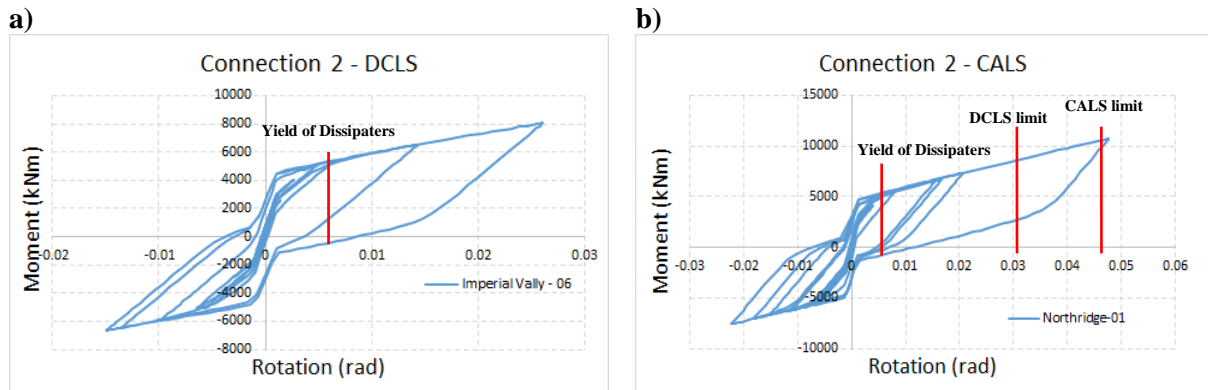 a)
Connection 2 - DCLS
Moment (kNm)
10000
8000
6000
4000
2000
0
-2000
-4000
-6000
-8000
-0.02
-0.01
0
0.01
0.02
0.03
Yield of Dissipaters
Imperial Vally - 06
Rotation (rad)
b)
Connection 2 - CALS
Moment (kNm)
15000
10000
5000
0
-5000
-10000
-0.03
-0.02
-0.01
0
0.01
0.02
0.03
0.04
0.05
0.06
Yield of Dissipaters
DCLS limit
CALS limit
Northridge-01
Rotation (rad)